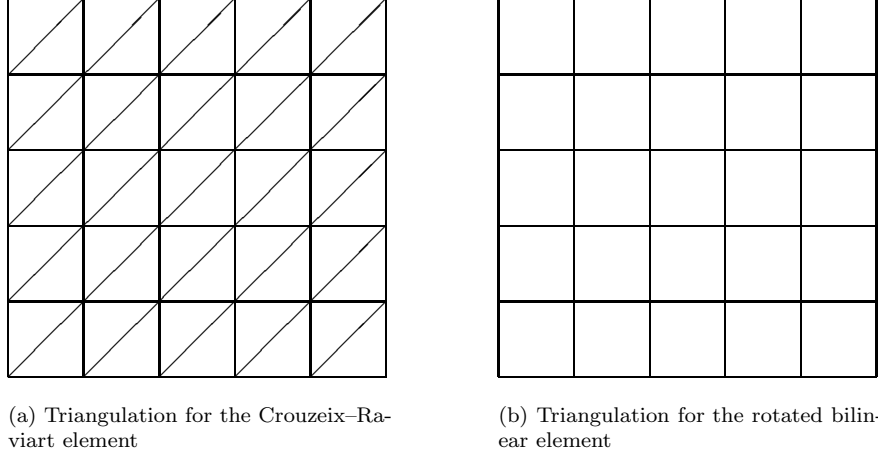 (a) Triangulation for the Crouzeix–Ra-
viart element
(b) Triangulation for the rotated bilin-
ear element